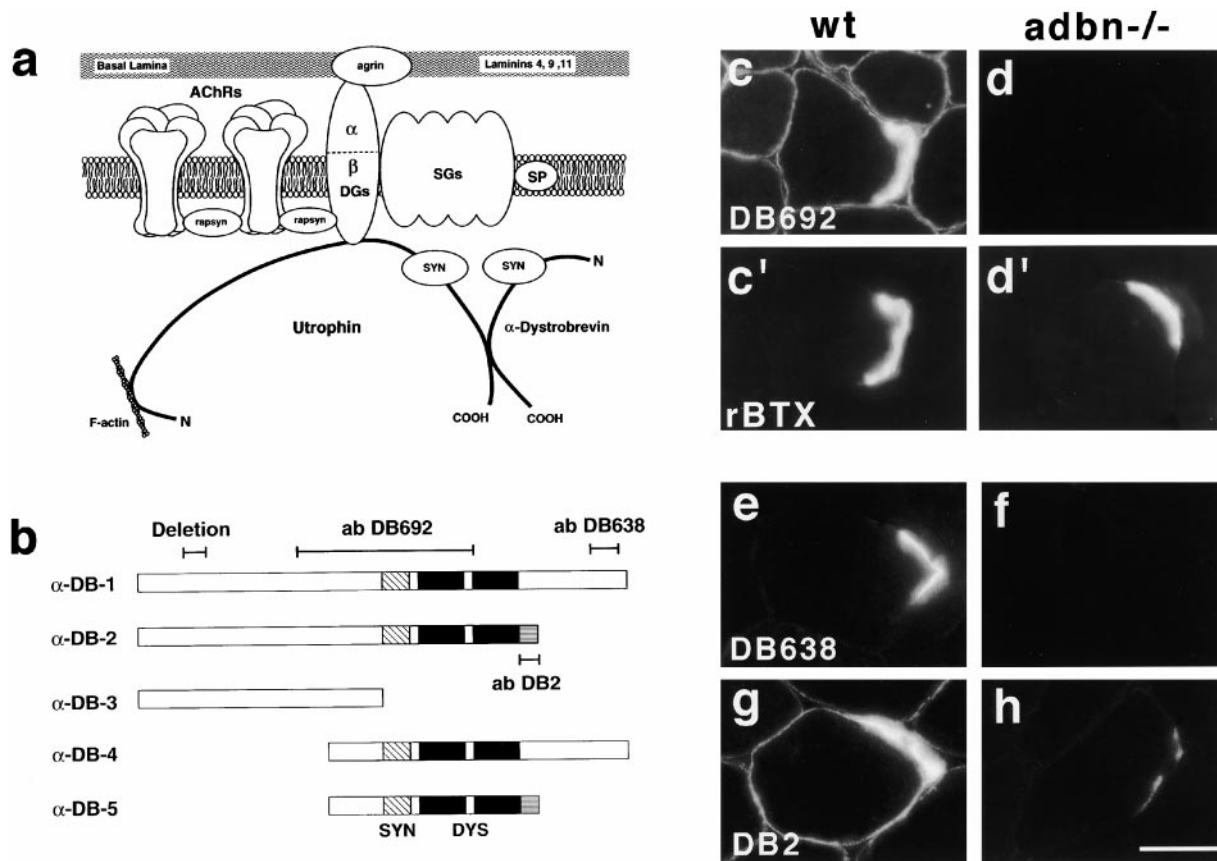 a
Basal Lamina
agrin
Laminins 4, 9 ,11
AChRs
α
β
DGs
SGs
SP
rapsyn
rapsyn
SYN
SYN
N
Utrophin
α-Dystrobrevin
F-actin
N
COOH
COOH
b
Deletion
ab DB692
ab DB638
α-DB-1
α-DB-2
ab DB2
α-DB-3
α-DB-4
α-DB-5
SYN
DYS
wt
adbn-/-
c
d
DB692
c'
d'
rBTX
e
f
DB638
g
h
DB2